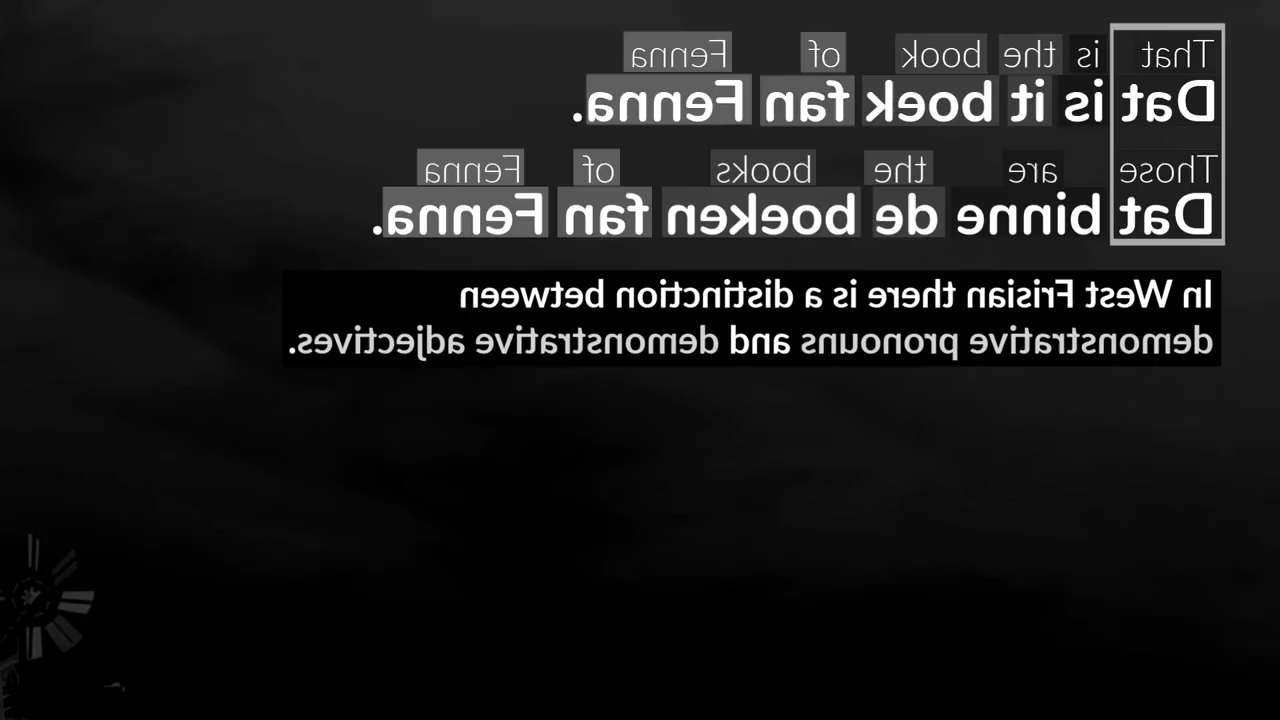 That is the book of Fenna
Dat is it boek fan Fenna.
Those are the books of Fenna
Dat binne de boeken fan Fenna.
In West Frisian there is a distinction between
demonstrative pronouns and demonstrative adjectives.